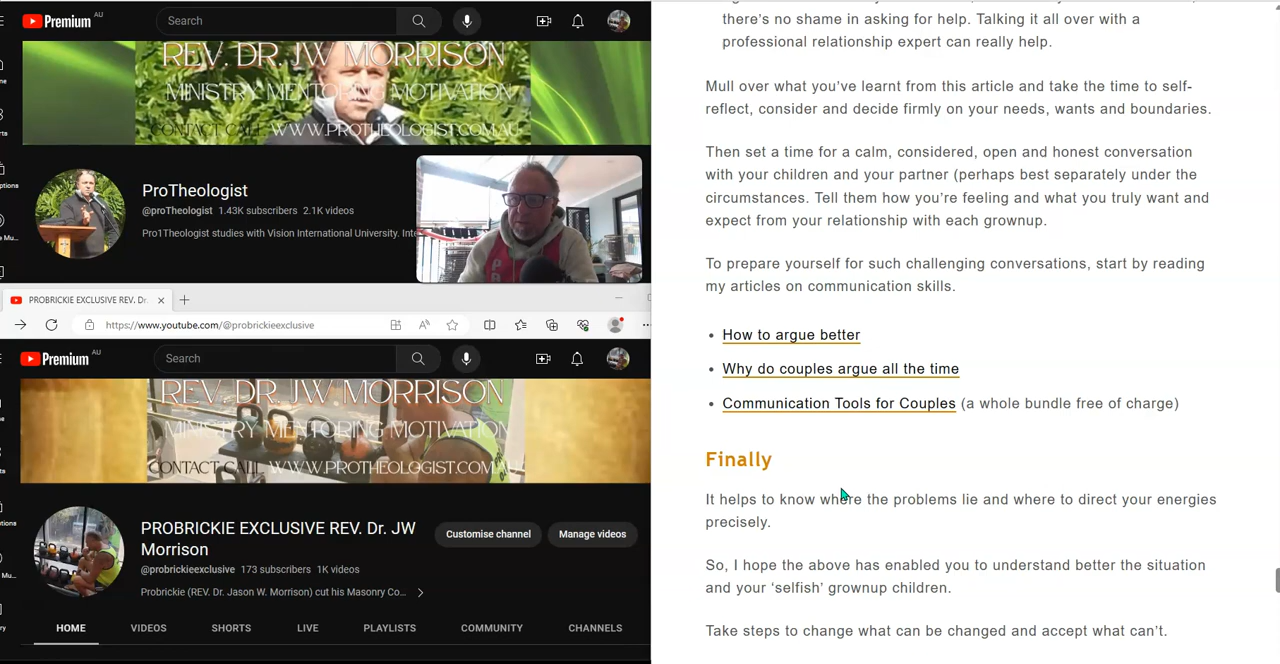 Premium AU
Search
REV. DR. JW MORRISON
MINISTRY MENTORING MOTIVATION
CONTACT CALL WWW.PROTHEOLOGIST.COM.AU
ProTheologist
@proTheologist 1.43K subscribers 2.1K videos
Pro1Theologist studies with Vision International University. Inte
PROBRICKIE EXCLUSIVE REV. Dr.
https://www.youtube.com/@probrickieexclusive
Premium AU
Search
REV. DR. JW MORRISON
MINISTRY MENTORING MOTIVATION
CONTACT CALL WWW.PROTHEOLOGIST.COM.AU
PROBRICKIE EXCLUSIVE REV. Dr. JW
Morrison
Customise channel
Manage videos
@probrickieexclusive 173 subscribers 1K videos
Probrickie (REV. Dr. Jason W. Morrison) cut his Masonry Co...
HOME VIDEOS SHORTS LIVE PLAYLISTS COMMUNITY CHANNELS
there's no shame in asking for help. Talking it all over with a
professional relationship expert can really help.
Mull over what you've learnt from this article and take the time to self-
reflect, consider and decide firmly on your needs, wants and boundaries.
Then set a time for a calm, considered, open and honest conversation
with your children and your partner (perhaps best separately under the
circumstances. Tell them how you're feeling and what you truly want and
expect from your relationship with each grownup.
To prepare yourself for such challenging conversations, start by reading
my articles on communication skills.
• How to argue better
• Why do couples argue all the time
• Communication Tools for Couples (a whole bundle free of charge)
Finally
It helps to know where the problems lie and where to direct your energies
precisely.
So, I hope the above has enabled you to understand better the situation
and your ‘selfish’ grownup children.
Take steps to change what can be changed and accept what can't.